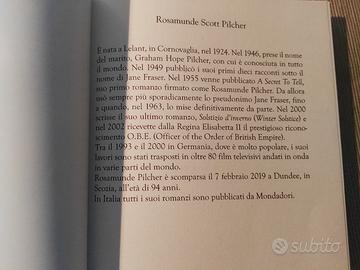 Rosamunde Scott Pilcher
È nata a Lelant, in Cornovaglia, nel 1924. Nel 1946, prese il nome
del marito, Graham Hope Pilcher, con cui è conosciuta in tutto
il mondo. Nel 1949 pubblicò i suoi primi dieci racconti sotto il
nome di Jane Fraser. Nel 1955 venne pubblicato A Secret To Tell,
suo primo romanzo firmato come Rosamunde Pilcher. Da allora
usò sempre più sporadicamente lo pseudonimo Jane Fraser, fino a
quando, nel 1963, lo mise definitivamente da parte. Nel 2000
scrisse il suo ultimo romanzo, Solstizio d'inverno (Winter Solstice) e
nel 2002 ricevette dalla Regina Elisabetta II il prestigioso ricono-
scimento O.B.E. (Officer of the Order of British Empire).
Tra il 1993 e il 2000 in Germania, dove è molto popolare, i suoi
lavori sono stati trasposti in oltre 80 film televisivi andati in onda
in varie parti del mondo.
Rosamunde Pilcher è scomparsa il 7 febbraio 2019 a Dundee, in
Scozia, all'età di 94 anni.
In Italia tutti i suoi romanzi sono pubblicati da Mondadori.
subito